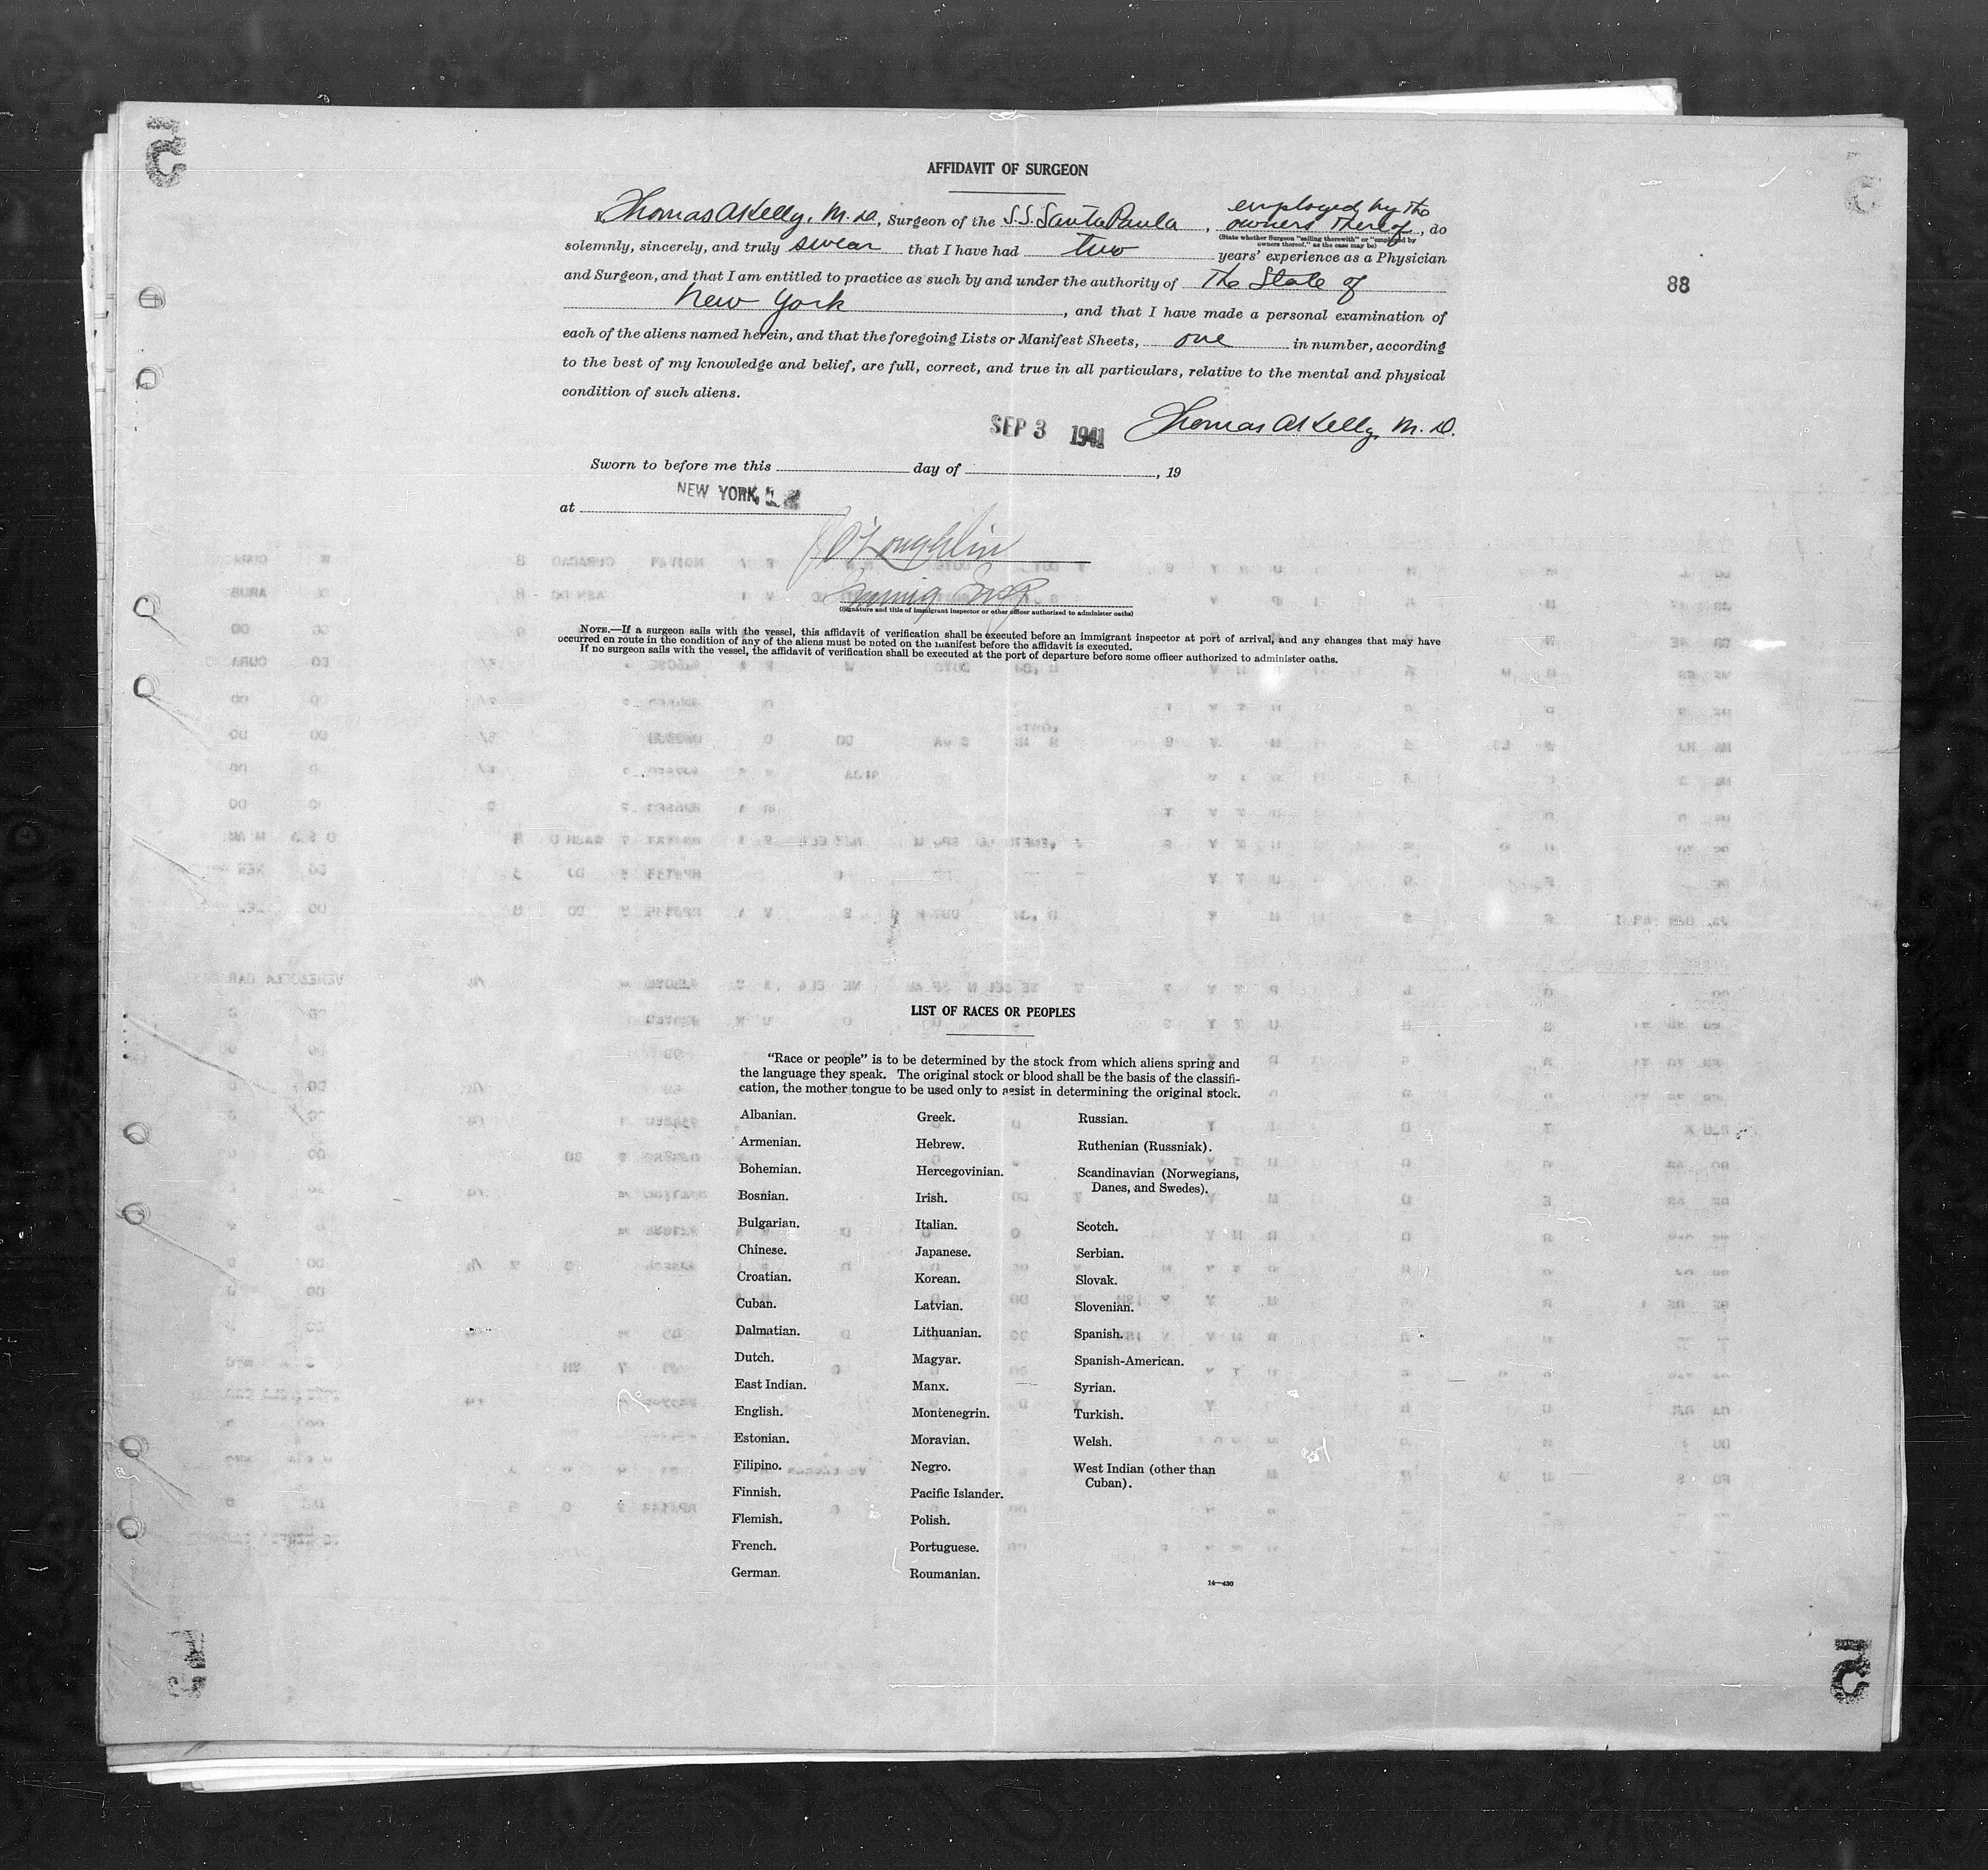 15
AFFIDAVIT OF SURGEON
I, Thomas A Kelly, M.D., Surgeon of the S.S. Santa Paula, employed by the owners thereof, do
(State whether Surgeon "sailing therewith" or "employed by owners thereof," as the case may be)
solemnly, sincerely, and truly swear that I have had two years' experience as a Physician
and Surgeon, and that I am entitled to practice as such by and under the authority of The State of
New York, and that I have made a personal examination of
each of the aliens named herein, and that the foregoing Lists or Manifest Sheets, one in number, according
to the best of my knowledge and belief, are full, correct, and true in all particulars, relative to the mental and physical
condition of such aliens.
88
SEP 3 1941 Thomas A Kelly, M.D.
Sworn to before me this day of , 19
at NEW YORK,
O'Loughlin
Immig Insp
(Signature and title of immigrant inspector or other officer authorized to administer oaths)
NOTE.—If a surgeon sails with the vessel, this affidavit of verification shall be executed before an immigrant inspector at port of arrival, and any changes that may have
occurred en route in the condition of any of the aliens must be noted on the manifest before the affidavit is executed.
If no surgeon sails with the vessel, the affidavit of verification shall be executed at the port of departure before some officer authorized to administer oaths.
LIST OF RACES OR PEOPLES
"Race or people" is to be determined by the stock from which aliens spring and
the language they speak. The original stock or blood shall be the basis of the classifi-
cation, the mother tongue to be used only to assist in determining the original stock.
Albanian.
Armenian.
Bohemian.
Bosnian.
Bulgarian.
Chinese.
Croatian.
Cuban.
Dalmatian.
Dutch.
East Indian.
English.
Estonian.
Filipino.
Finnish.
Flemish.
French.
German.
Greek.
Hebrew.
Hercegovinian.
Irish.
Italian.
Japanese.
Korean.
Latvian.
Lithuanian.
Magyar.
Manx.
Montenegrin.
Moravian.
Negro.
Pacific Islander.
Polish.
Portuguese.
Roumanian.
Russian.
Ruthenian (Russniak).
Scandinavian (Norwegians,
Danes, and Swedes).
Scotch.
Serbian.
Slovak.
Slovenian.
Spanish.
Spanish-American.
Syrian.
Turkish.
Welsh.
West Indian (other than
Cuban).
14—430
15